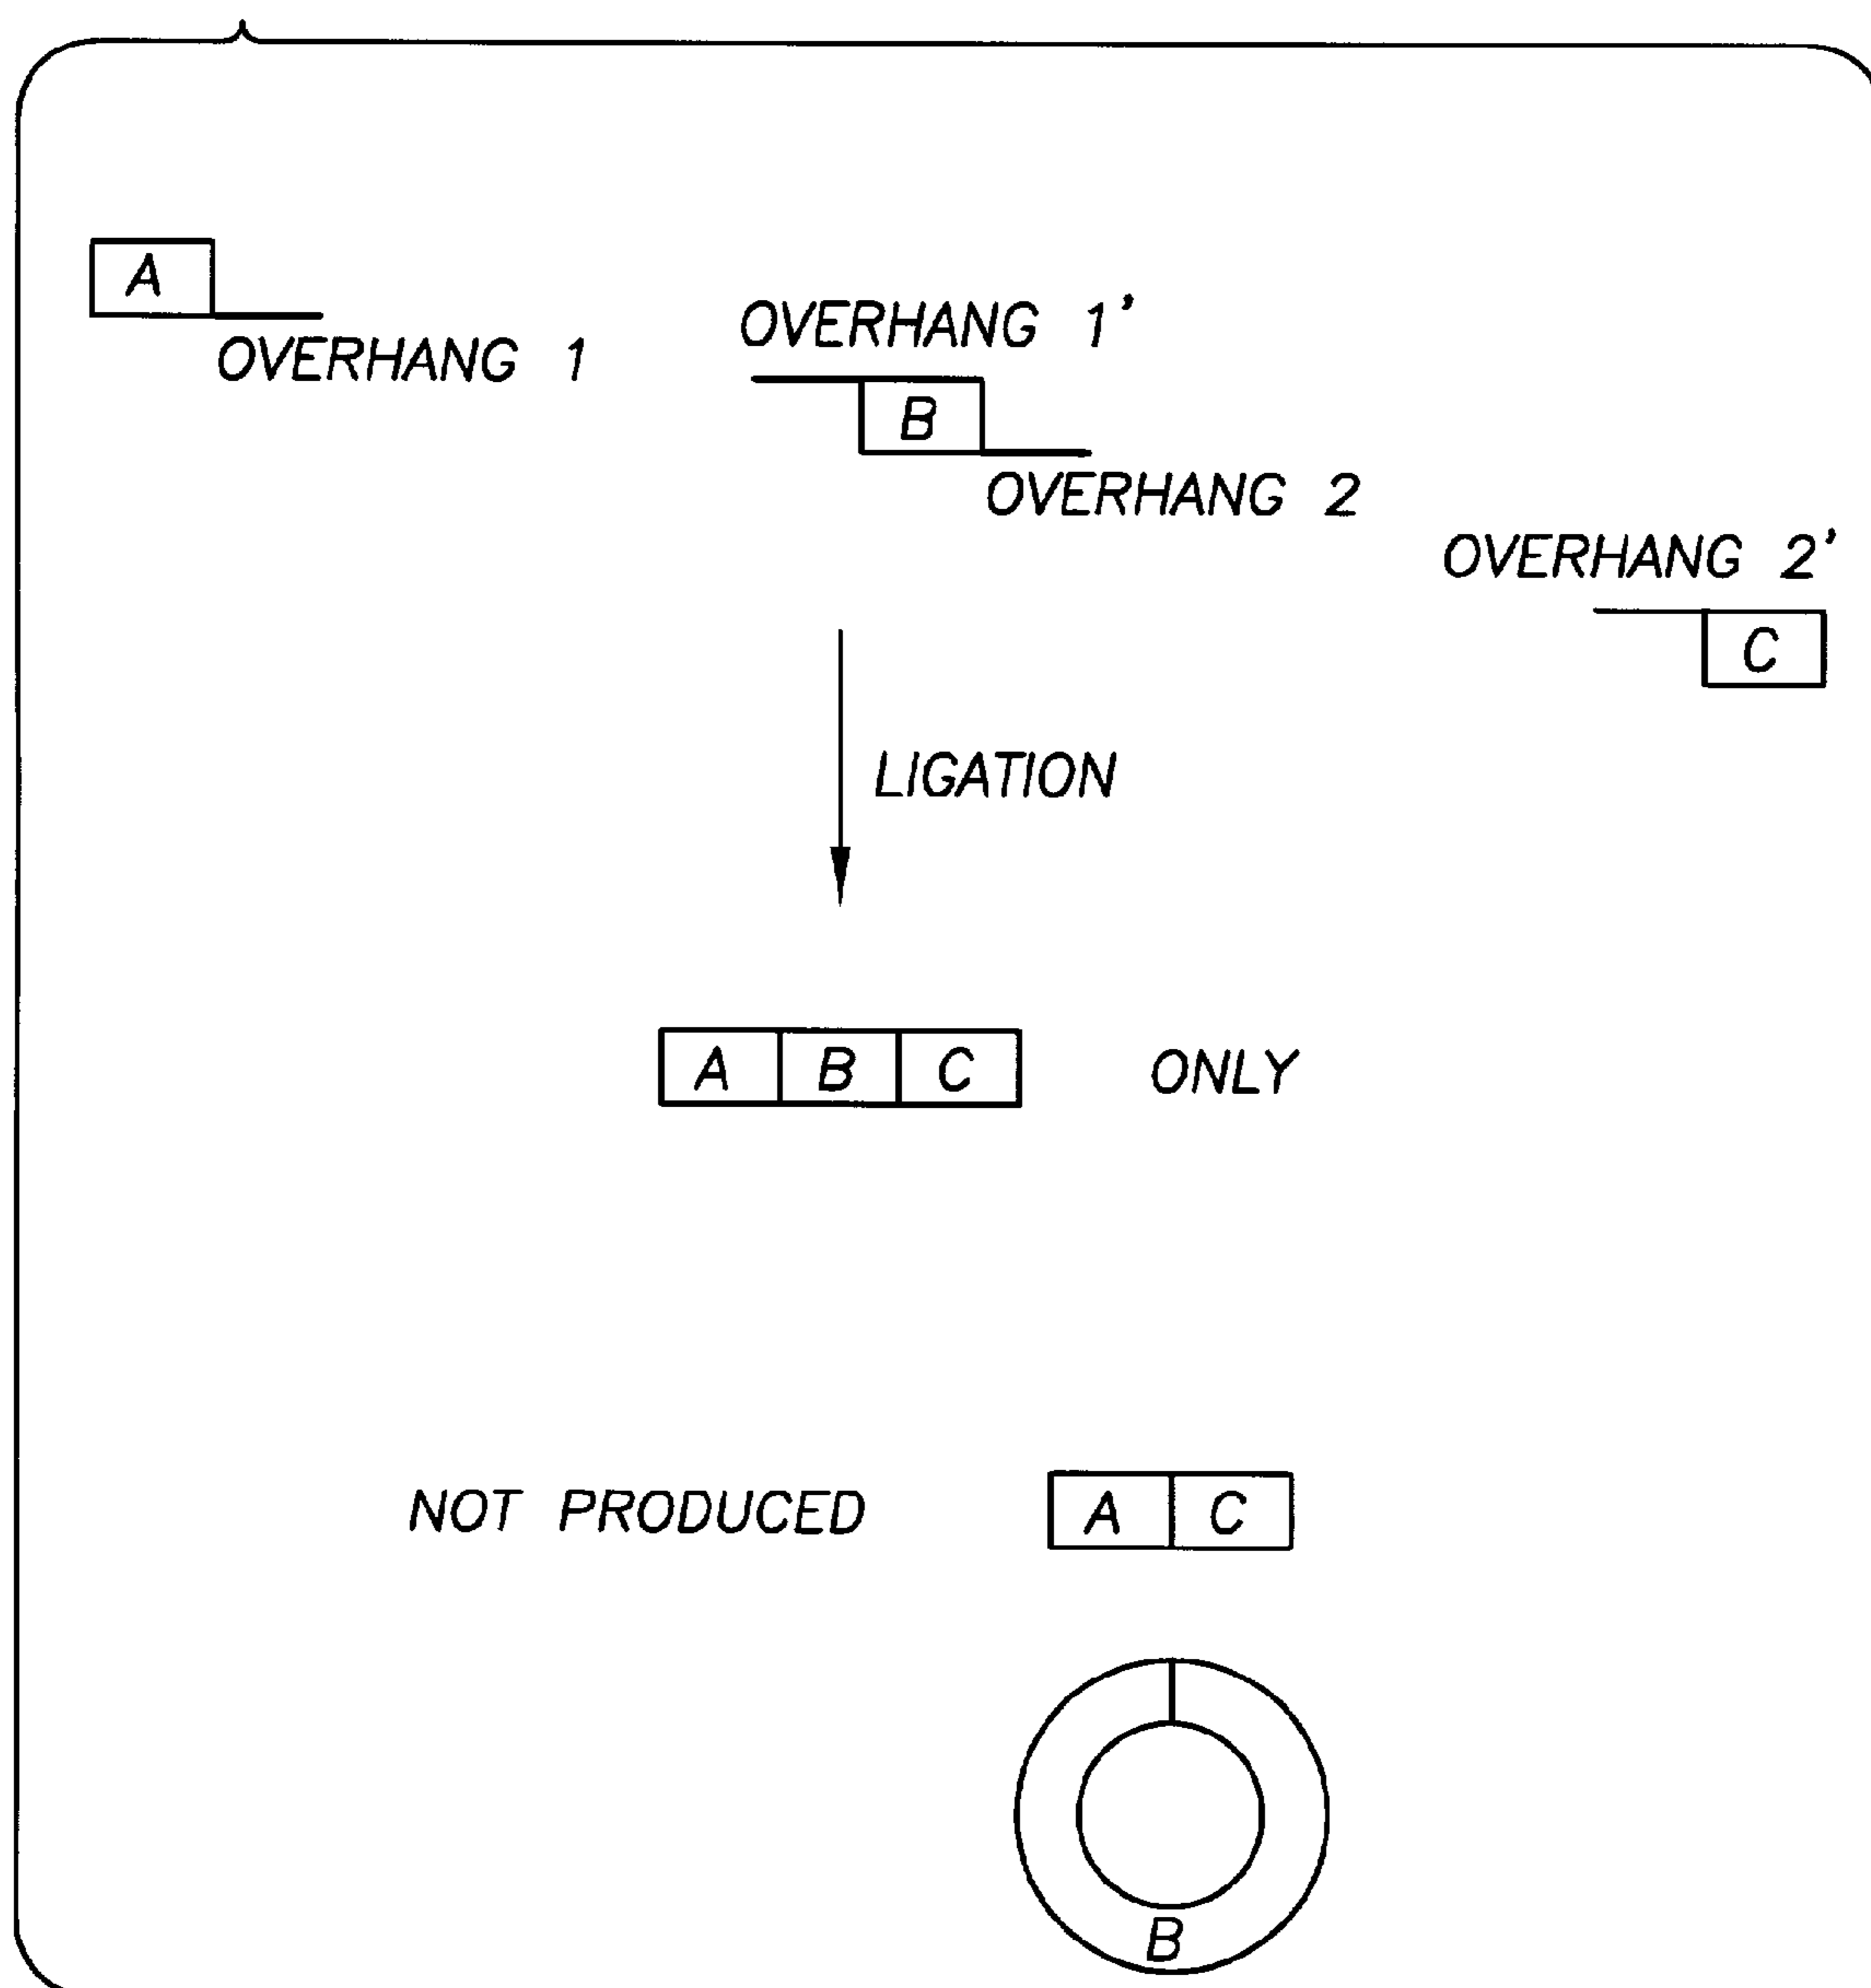 A
OVERHANG 1
OVERHANG 1'
B
OVERHANG 2
OVERHANG 2'
C
LIGATION
A B C ONLY
NOT PRODUCED A C
B